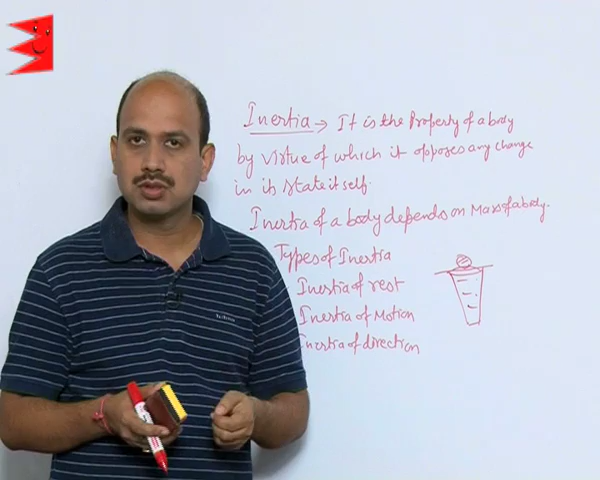 Inertia → It is the Property of a body
by virtue of which it opposes any change
in its state itself.
Inertia of a body depends on Mass of a body.
Types of Inertia
Inertia of rest
Inertia of Motion
Inertia of direction